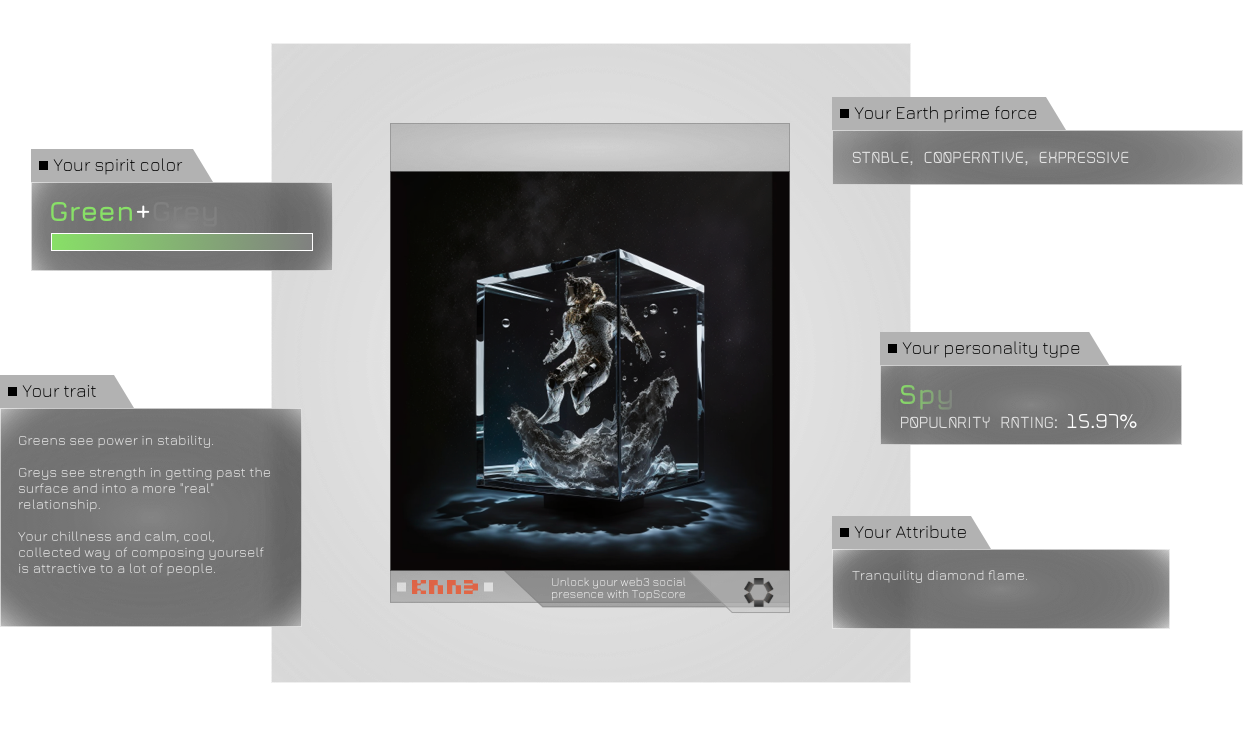 Your spirit color
Green+Grey
Your trait
Greens see power in stability.
Greys see strength in getting past the
surface and into a more "real"
relationship.
Your chillness and calm, cool,
collected way of composing yourself
is attractive to a lot of people.
KNN3
Unlock your web3 social
presence with TopScore
Your Earth prime force
STABLE, COOPERATIVE, EXPRESSIVE
Your personality type
Spy
POPULARITY RATING: 15.97%
Your Attribute
Tranquility diamond flame.